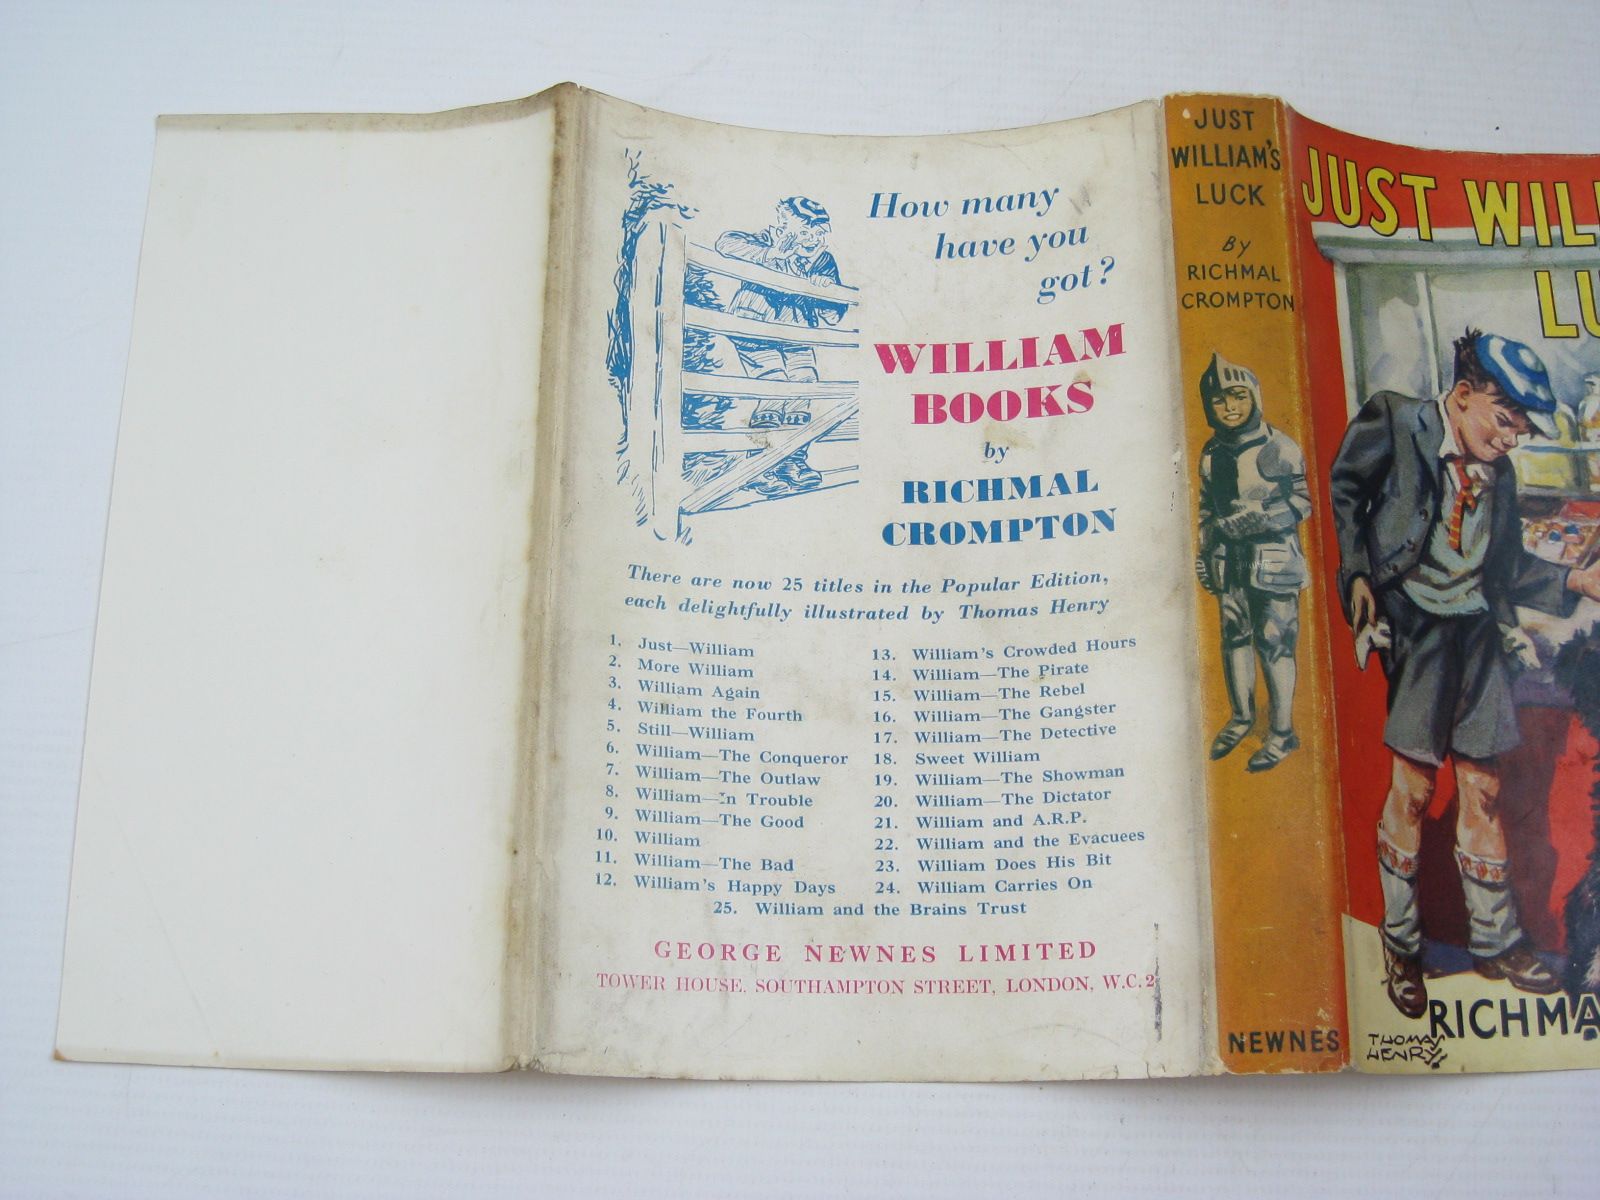 How many
have you
got?
WILLIAM
BOOKS
by
RICHMAL
CROMPTON
There are now 25 titles in the Popular Edition,
each delightfully illustrated by Thomas Henry
1. Just—William
2. More William
3. William Again
4. William the Fourth
5. Still—William
6. William—The Conqueror
7. William—The Outlaw
8. William—In Trouble
9. William—The Good
10. William
11. William—The Bad
12. William's Happy Days
13. William's Crowded Hours
14. William—The Pirate
15. William—The Rebel
16. William—The Gangster
17. William—The Detective
18. Sweet William
19. William—The Showman
20. William—The Dictator
21. William and A.R.P.
22. William and the Evacuees
23. William Does His Bit
24. William Carries On
25. William and the Brains Trust
GEORGE NEWNES LIMITED
TOWER HOUSE, SOUTHAMPTON STREET, LONDON, W.C.2
JUST
WILLIAM'S
LUCK
By
RICHMAL
CROMPTON
NEWNES
JUST WILL
LU
RICHMA
THOMAS
HENRY